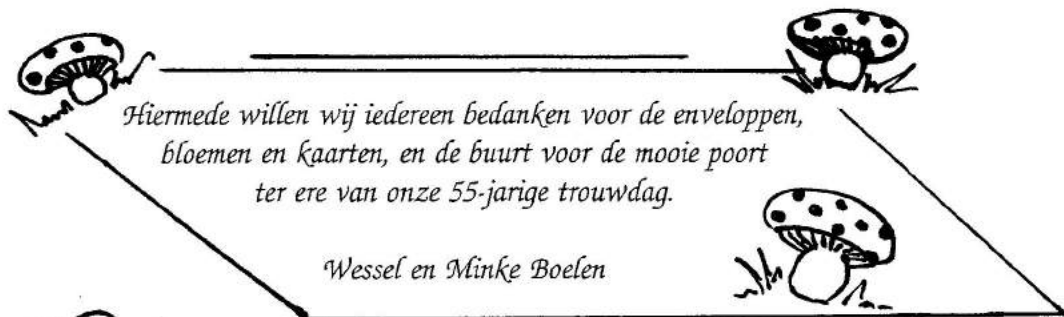 Hiermede willen wij iedereen bedanken voor de enveloppen,
bloemen en kaarten, en de buurt voor de mooie poort
ter ere van onze 55-jarige trouwdag.
Wessel en Minke Boelen